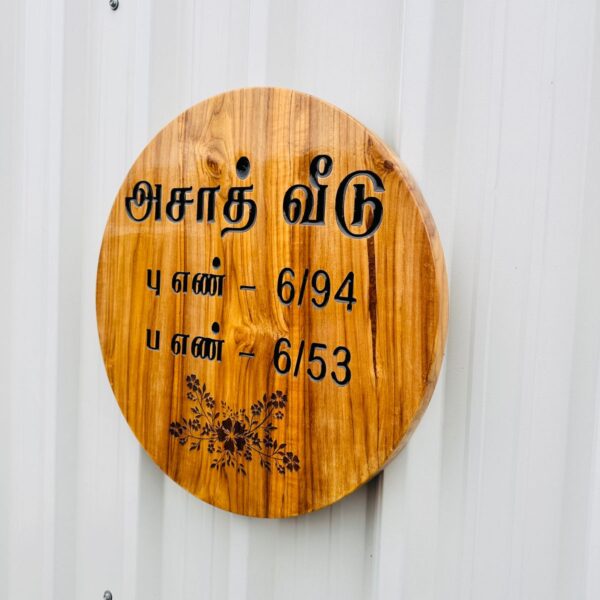 அசாத் வீடு
பு எண் – 6/94
ப எண் – 6/53